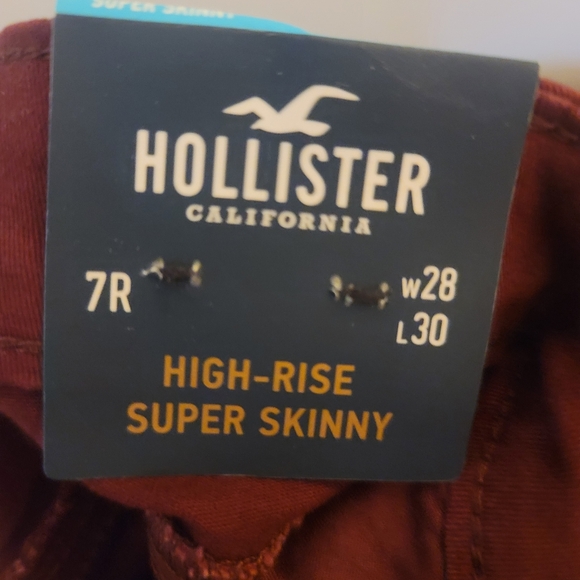 SUPER SKINNY
HOLLISTER
CALIFORNIA
7R
W28
L30
HIGH-RISE
SUPER SKINNY